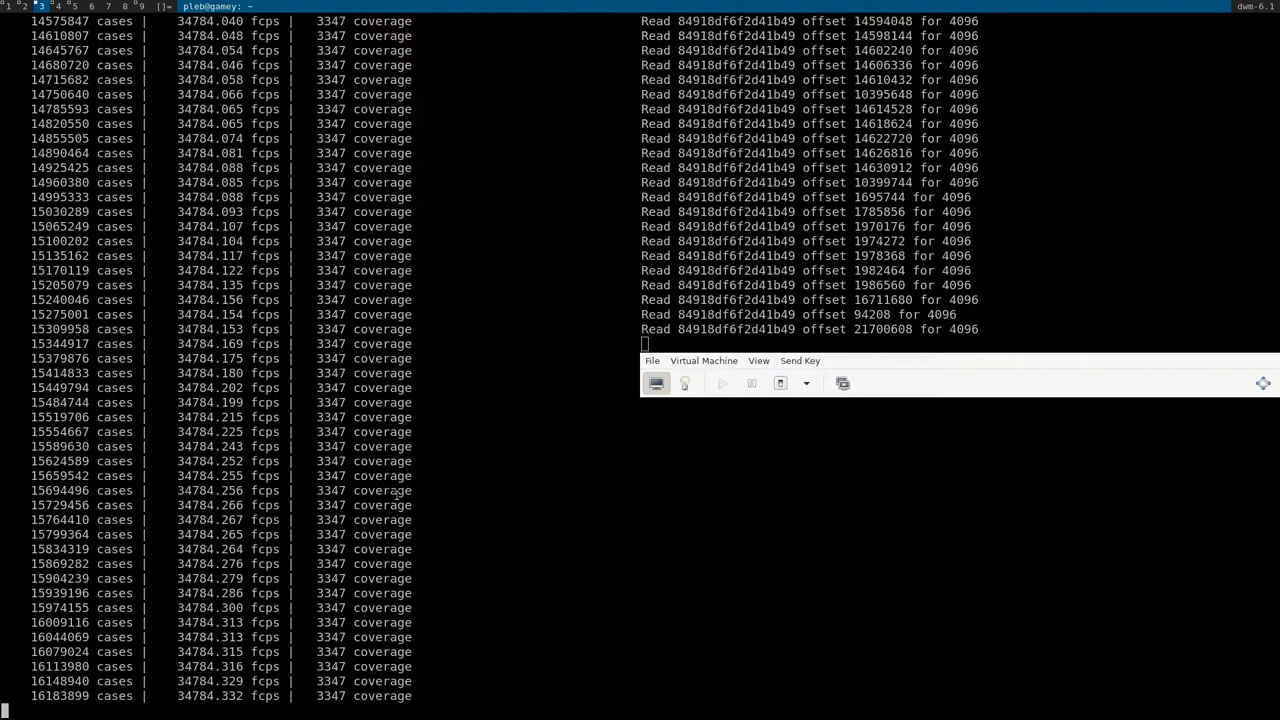 1 2 3 4 5 6 7 8 9 []= pleb@gamey: ~ dwm-6.1
14575847 cases | 34784.040 fcps | 3347 coverage
14610807 cases | 34784.048 fcps | 3347 coverage
14645767 cases | 34784.054 fcps | 3347 coverage
14680720 cases | 34784.046 fcps | 3347 coverage
14715682 cases | 34784.058 fcps | 3347 coverage
14750640 cases | 34784.066 fcps | 3347 coverage
14785593 cases | 34784.065 fcps | 3347 coverage
14820550 cases | 34784.065 fcps | 3347 coverage
14855505 cases | 34784.074 fcps | 3347 coverage
14890464 cases | 34784.081 fcps | 3347 coverage
14925425 cases | 34784.088 fcps | 3347 coverage
14960380 cases | 34784.085 fcps | 3347 coverage
14995333 cases | 34784.088 fcps | 3347 coverage
15030289 cases | 34784.093 fcps | 3347 coverage
15065249 cases | 34784.107 fcps | 3347 coverage
15100202 cases | 34784.104 fcps | 3347 coverage
15135162 cases | 34784.117 fcps | 3347 coverage
15170119 cases | 34784.122 fcps | 3347 coverage
15205079 cases | 34784.135 fcps | 3347 coverage
15240046 cases | 34784.156 fcps | 3347 coverage
15275001 cases | 34784.154 fcps | 3347 coverage
15309958 cases | 34784.153 fcps | 3347 coverage
15344917 cases | 34784.169 fcps | 3347 coverage
15379876 cases | 34784.175 fcps | 3347 coverage
15414833 cases | 34784.180 fcps | 3347 coverage
15449794 cases | 34784.202 fcps | 3347 coverage
15484744 cases | 34784.199 fcps | 3347 coverage
15519706 cases | 34784.215 fcps | 3347 coverage
15554667 cases | 34784.225 fcps | 3347 coverage
15589630 cases | 34784.243 fcps | 3347 coverage
15624589 cases | 34784.252 fcps | 3347 coverage
15659542 cases | 34784.255 fcps | 3347 coverage
15694496 cases | 34784.256 fcps | 3347 coverage
15729456 cases | 34784.266 fcps | 3347 coverage
15764410 cases | 34784.267 fcps | 3347 coverage
15799364 cases | 34784.265 fcps | 3347 coverage
15834319 cases | 34784.264 fcps | 3347 coverage
15869282 cases | 34784.276 fcps | 3347 coverage
15904239 cases | 34784.279 fcps | 3347 coverage
15939196 cases | 34784.286 fcps | 3347 coverage
15974155 cases | 34784.300 fcps | 3347 coverage
16009116 cases | 34784.313 fcps | 3347 coverage
16044069 cases | 34784.313 fcps | 3347 coverage
16079024 cases | 34784.315 fcps | 3347 coverage
16113980 cases | 34784.316 fcps | 3347 coverage
16148940 cases | 34784.329 fcps | 3347 coverage
16183899 cases | 34784.332 fcps | 3347 coverage
Read 84918df6f2d41b49 offset 14594048 for 4096
Read 84918df6f2d41b49 offset 14598144 for 4096
Read 84918df6f2d41b49 offset 14602240 for 4096
Read 84918df6f2d41b49 offset 14606336 for 4096
Read 84918df6f2d41b49 offset 14610432 for 4096
Read 84918df6f2d41b49 offset 10395648 for 4096
Read 84918df6f2d41b49 offset 14614528 for 4096
Read 84918df6f2d41b49 offset 14618624 for 4096
Read 84918df6f2d41b49 offset 14622720 for 4096
Read 84918df6f2d41b49 offset 14626816 for 4096
Read 84918df6f2d41b49 offset 14630912 for 4096
Read 84918df6f2d41b49 offset 10399744 for 4096
Read 84918df6f2d41b49 offset 1695744 for 4096
Read 84918df6f2d41b49 offset 1785856 for 4096
Read 84918df6f2d41b49 offset 1970176 for 4096
Read 84918df6f2d41b49 offset 1974272 for 4096
Read 84918df6f2d41b49 offset 1978368 for 4096
Read 84918df6f2d41b49 offset 1982464 for 4096
Read 84918df6f2d41b49 offset 1986560 for 4096
Read 84918df6f2d41b49 offset 16711680 for 4096
Read 84918df6f2d41b49 offset 94208 for 4096
Read 84918df6f2d41b49 offset 21700608 for 4096
File Virtual Machine View Send Key